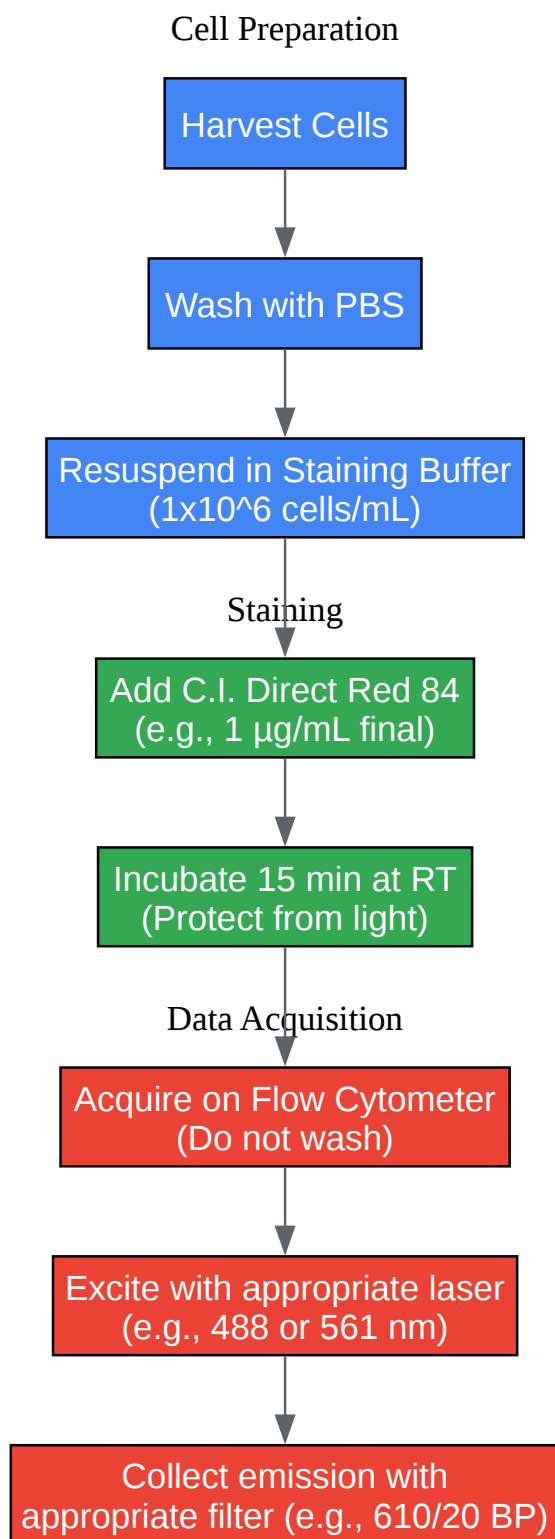 Cell Preparation
Harvest Cells
Wash with PBS
Resuspend in Staining Buffer
(1x10^6 cells/mL)
Staining
Add C.I. Direct Red 84
(e.g., 1 µg/mL final)
Incubate 15 min at RT
(Protect from light)
Data Acquisition
Acquire on Flow Cytometer
(Do not wash)
Excite with appropriate laser
(e.g., 488 or 561 nm)
Collect emission with
appropriate filter (e.g., 610/20 BP)